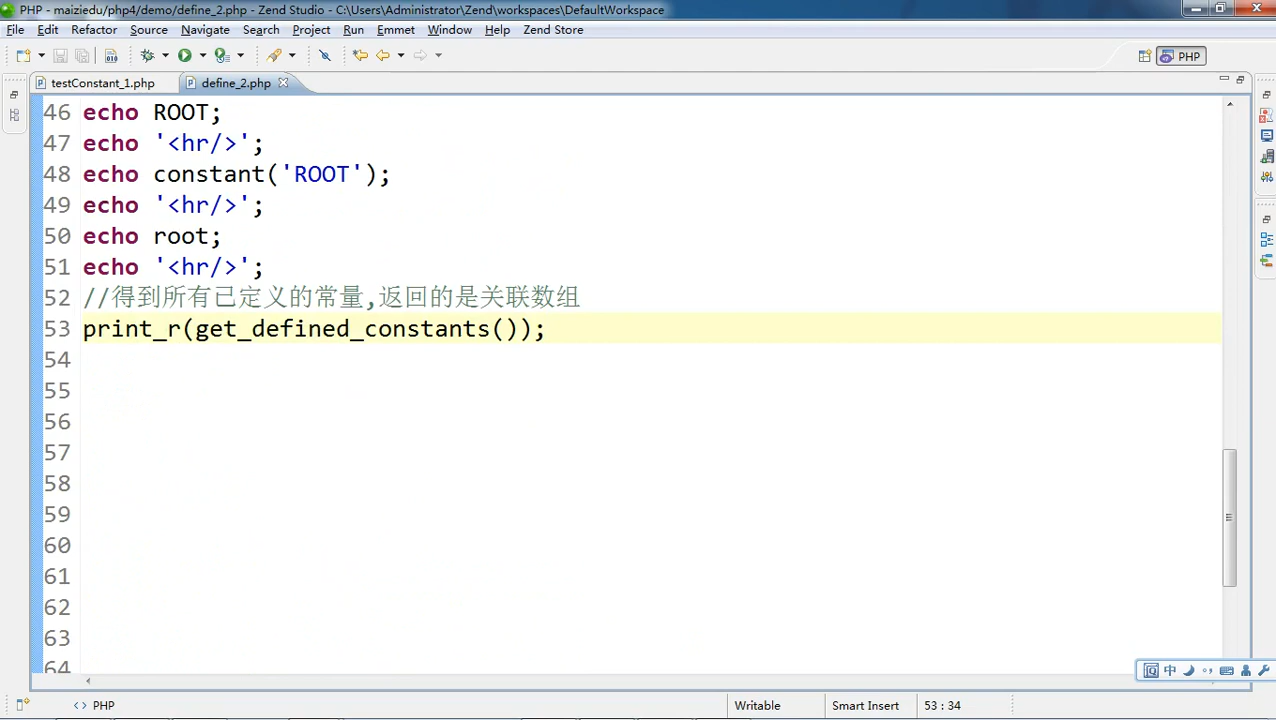 PHP - maiziedu/php4/demo/define_2.php - Zend Studio - C:\Users\Administrator\Zend\workspaces\DefaultWorkspace
File Edit Refactor Source Navigate Search Project Run Emmet Window Help Zend Store
PHP
testConstant_1.php define_2.php
46 echo ROOT;
47 echo '<hr/>';
48 echo constant('ROOT');
49 echo '<hr/>';
50 echo root;
51 echo '<hr/>';
52 //得到所有已定义的常量,返回的是关联数组
53 print_r(get_defined_constants());
54
55
56
57
58
59
60
61
62
63
64
中
<> PHP Writable Smart Insert 53 : 34